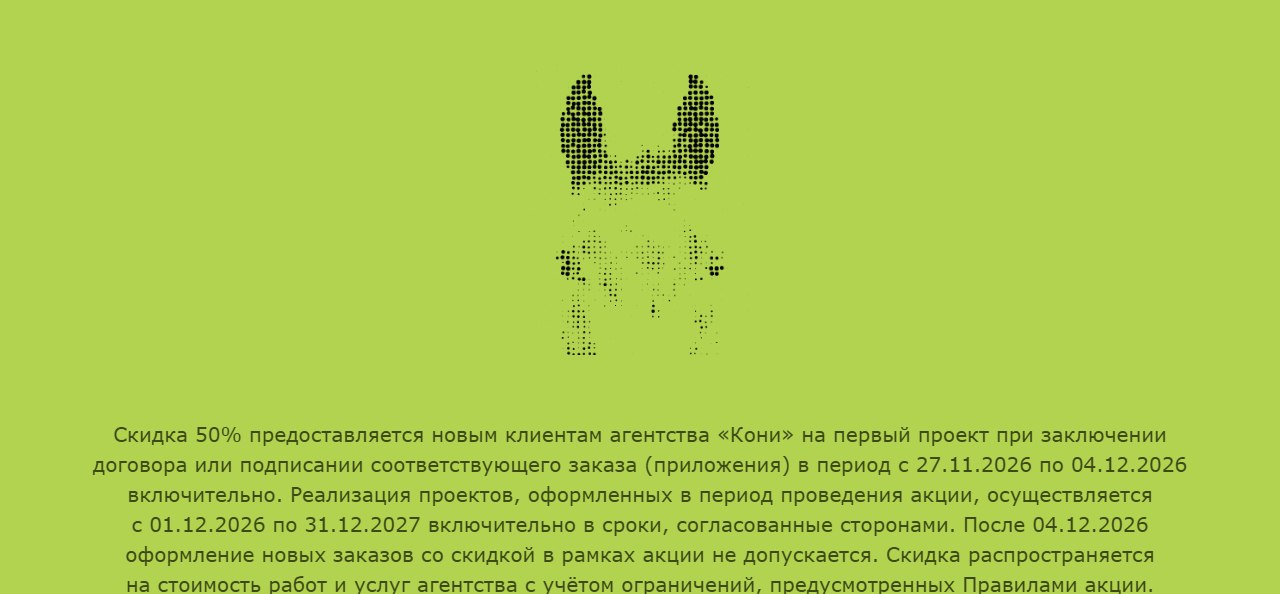 Скидка 50% предоставляется новым клиентам агентства «Кони» на первый проект при заключении
договора или подписании соответствующего заказа (приложения) в период с 27.11.2026 по 04.12.2026
включительно. Реализация проектов, оформленных в период проведения акции, осуществляется
с 01.12.2026 по 31.12.2027 включительно в сроки, согласованные сторонами. После 04.12.2026
оформление новых заказов со скидкой в рамках акции не допускается. Скидка распространяется
на стоимость работ и услуг агентства с учётом ограничений, предусмотренных Правилами акции.